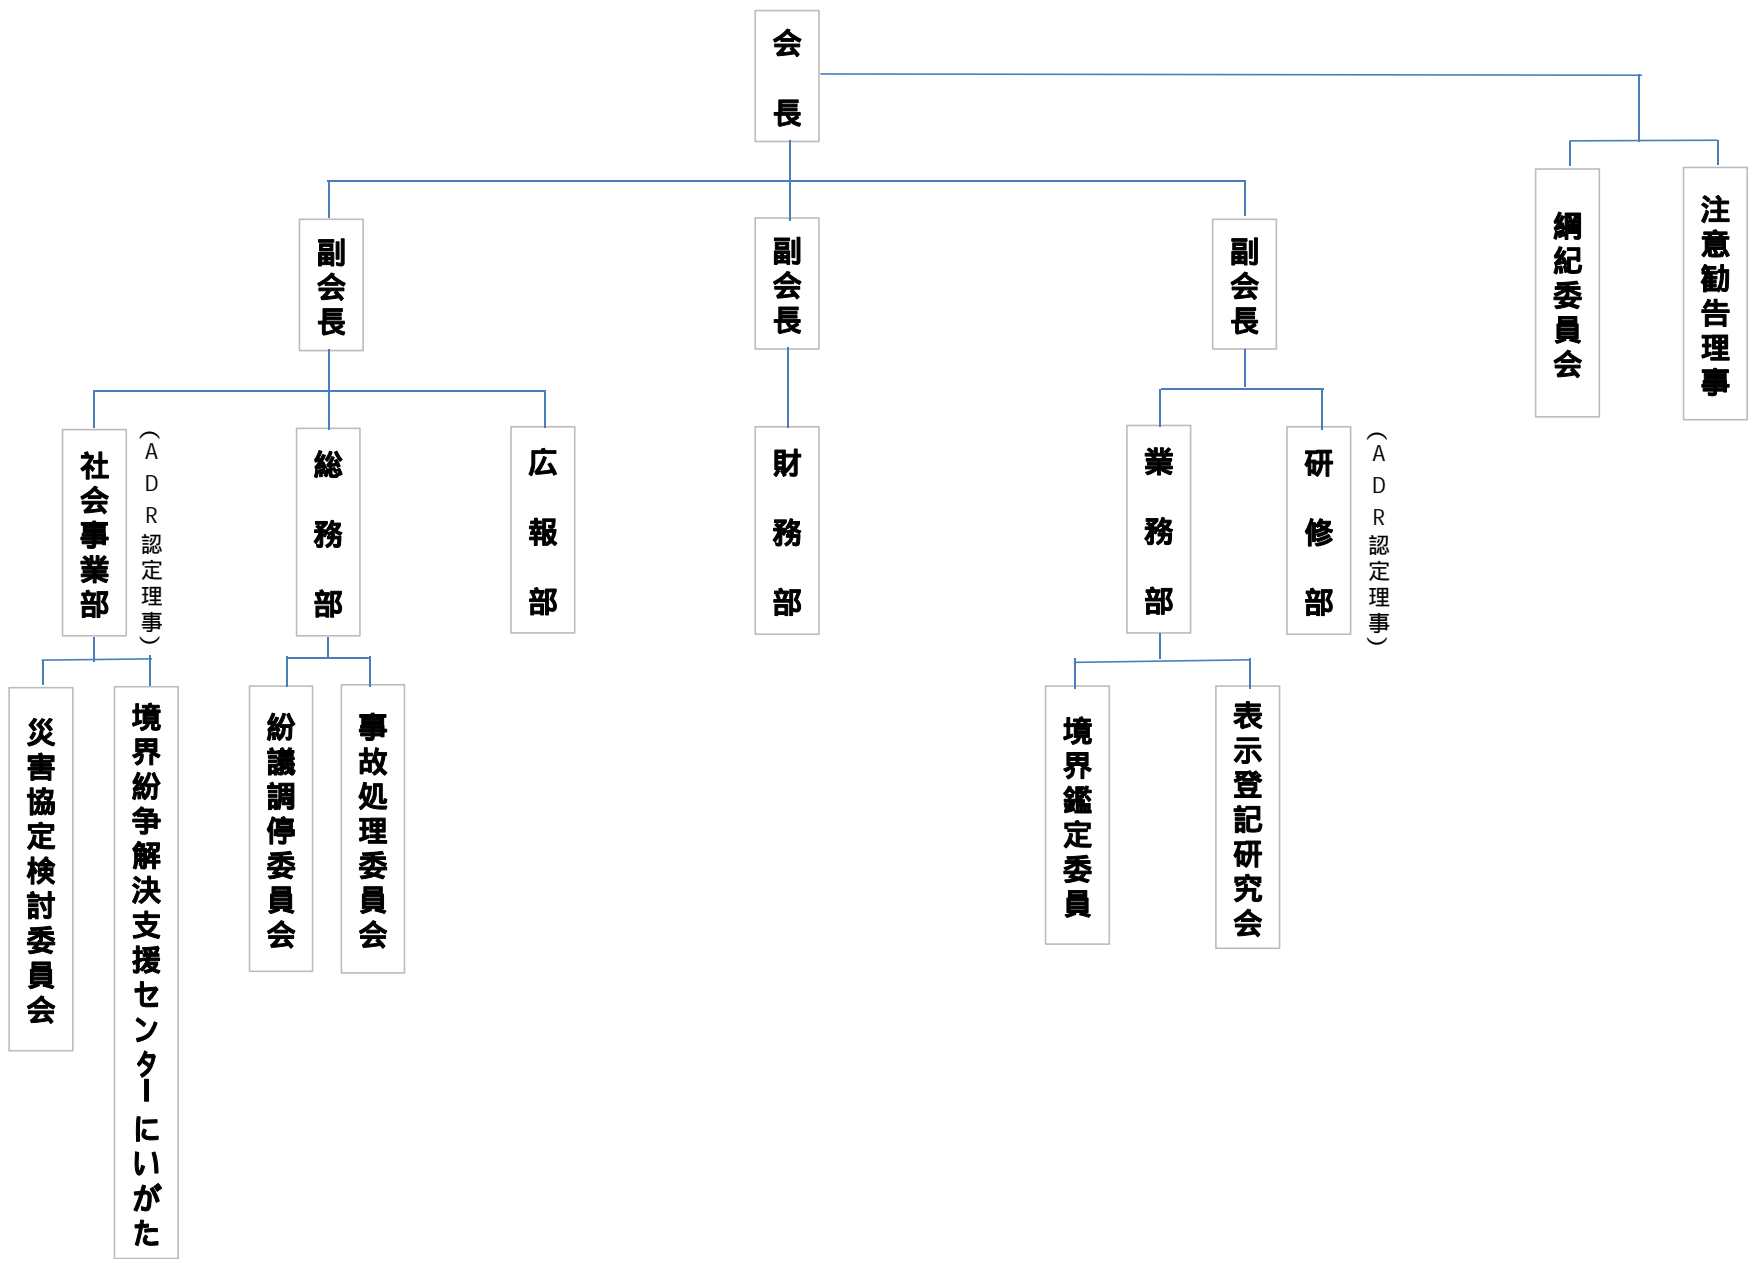 会長
綱紀委員会
注意勧告理事
副会長
副会長
副会長
社会事業部
（ADR認定理事）
総務部
広報部
財務部
業務部
研修部
（ADR認定理事）
災害協定検討委員会
境界紛争解決支援センターにいがた
紛議調停委員会
事故処理委員会
境界鑑定委員
表示登記研究会